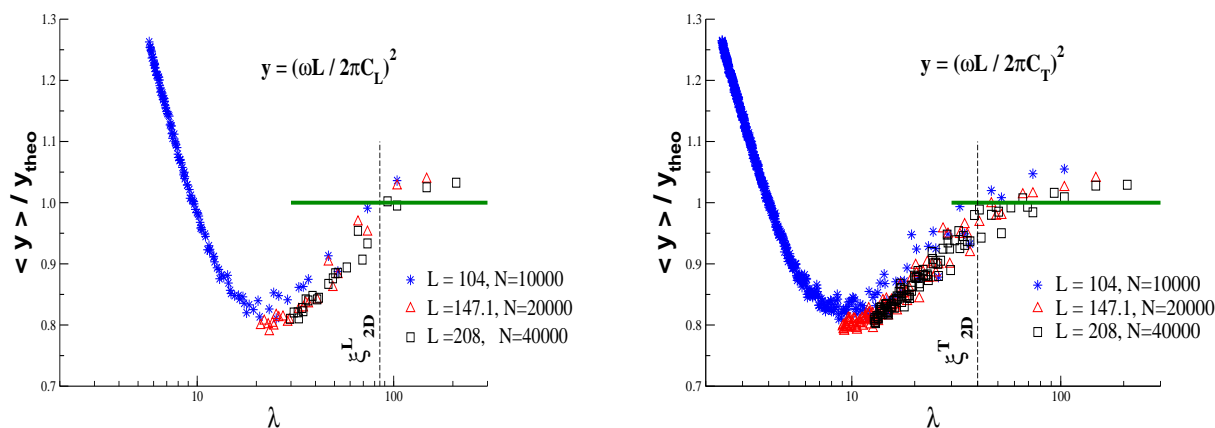 1.3
1.2
1.1
1.0
0.9
0.8
0.7
< y > / y_theo
y = (ωL / 2πC_L)^2
ξ^L_2D
L = 104, N=10000
L =147.1, N=20000
L =208, N=40000
10
100
λ
1.3
1.2
1.1
1.0
0.9
0.8
0.7
< y > / y_theo
y = (ωL / 2πC_T)^2
ξ^T_2D
L = 104, N=10000
L = 147.1, N=20000
L = 208, N=40000
10
100
λ